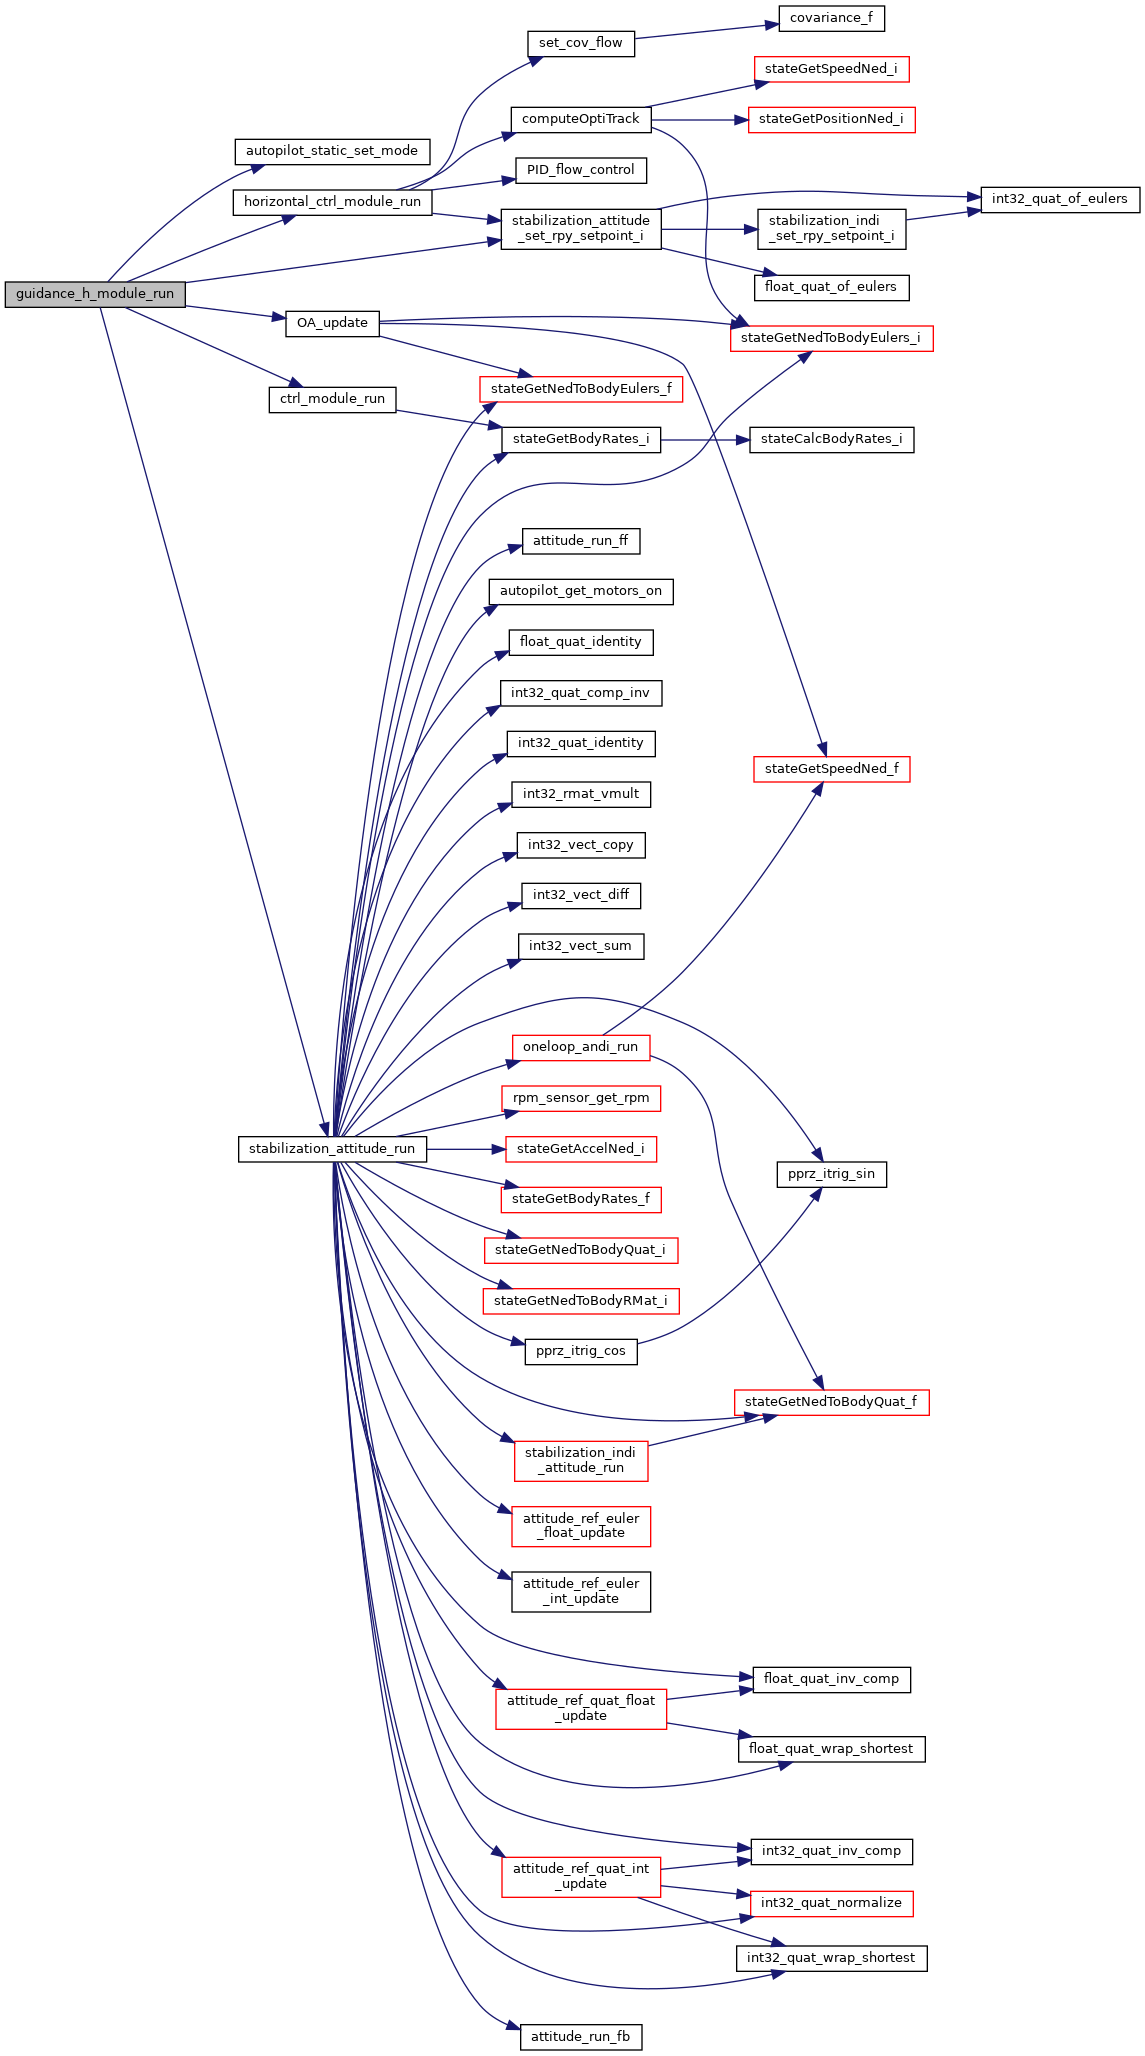 covariance_f
set_cov_flow
stateGetSpeedNed_i
computeOptiTrack
stateGetPositionNed_i
autopilot_static_set_mode
PID_flow_control
horizontal_ctrl_module_run
int32_quat_of_eulers
stabilization_attitude
_set_rpy_setpoint_i
stabilization_indi
_set_rpy_setpoint_i
float_quat_of_eulers
guidance_h_module_run
OA_update
stateGetNedToBodyEulers_i
stateGetNedToBodyEulers_f
ctrl_module_run
stateGetBodyRates_i
stateCalcBodyRates_i
attitude_run_ff
autopilot_get_motors_on
float_quat_identity
int32_quat_comp_inv
int32_quat_identity
stateGetSpeedNed_f
int32_rmat_vmult
int32_vect_copy
int32_vect_diff
int32_vect_sum
oneloop_andi_run
rpm_sensor_get_rpm
stabilization_attitude_run
stateGetAccelNed_i
pprz_itrig_sin
stateGetBodyRates_f
stateGetNedToBodyQuat_i
stateGetNedToBodyRMat_i
pprz_itrig_cos
stateGetNedToBodyQuat_f
stabilization_indi
_attitude_run
attitude_ref_euler
_float_update
attitude_ref_euler
_int_update
float_quat_inv_comp
attitude_ref_quat_float
_update
float_quat_wrap_shortest
int32_quat_inv_comp
attitude_ref_quat_int
_update
int32_quat_normalize
int32_quat_wrap_shortest
attitude_run_fb